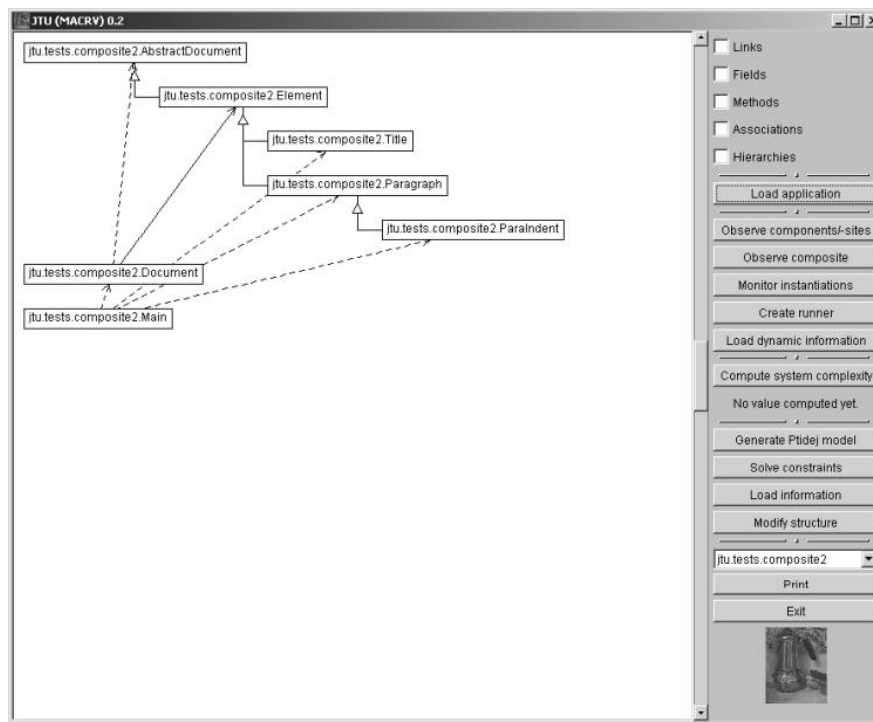 JTU (MACRV) 0.2
jtu.tests.composite2.AbstractDocument
jtu.tests.composite2.Element
jtu.tests.composite2.Title
jtu.tests.composite2.Paragraph
jtu.tests.composite2.ParaIndent
jtu.tests.composite2.Document
jtu.tests.composite2.Main
Links
Fields
Methods
Associations
Hierarchies
Load application
Observe components/-sites
Observe composite
Monitor instantiations
Create runner
Load dynamic information
Compute system complexity
No value computed yet.
Generate Ptidej model
Solve constraints
Load information
Modify structure
jtu.tests.composite2
Print
Exit